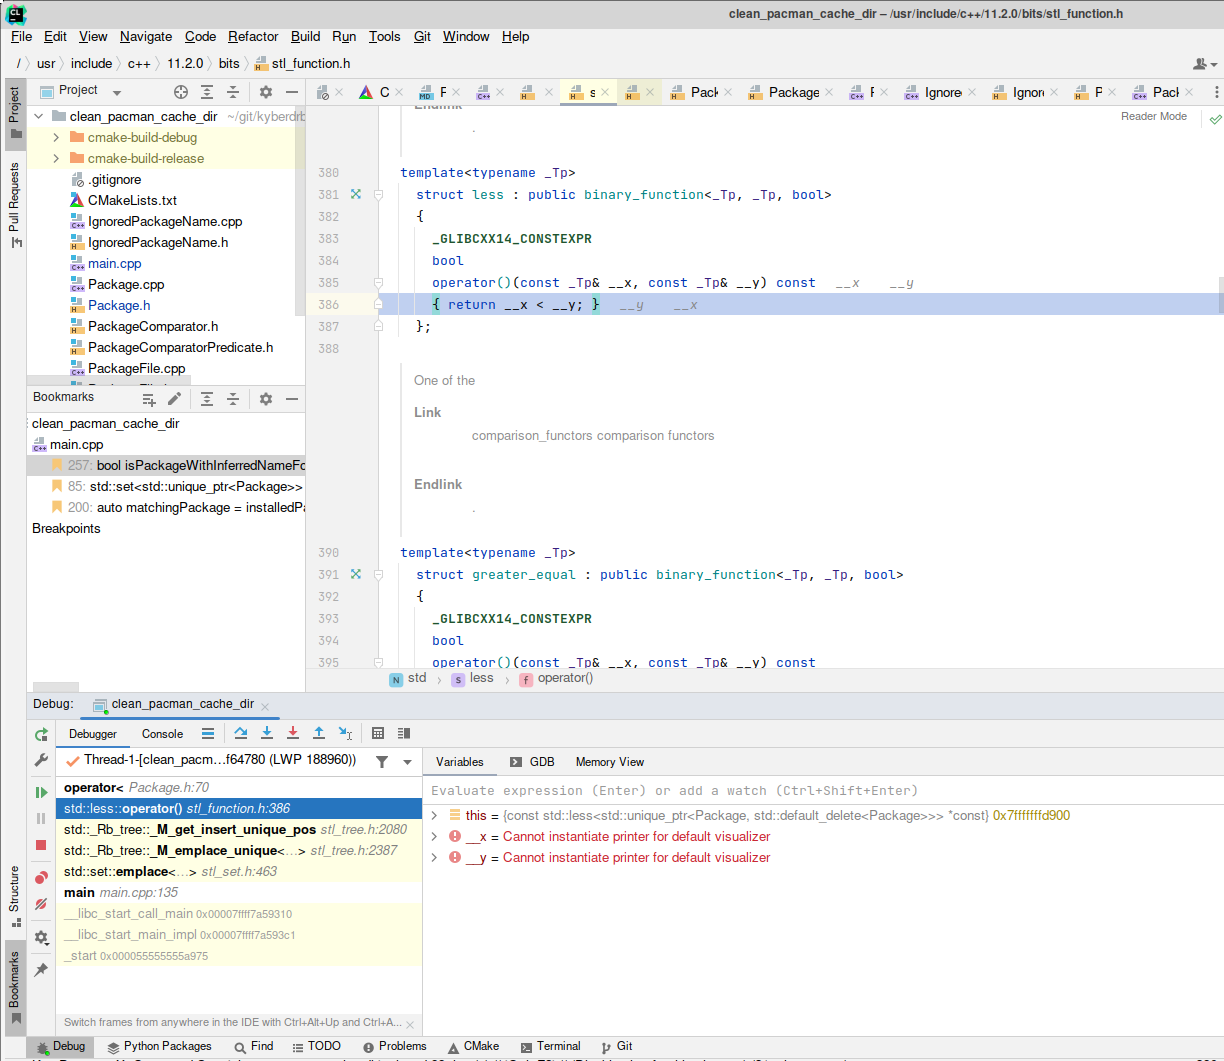 clean_pacman_cache_dir – /usr/include/c++/11.2.0/bits/stl_function.h
File Edit View Navigate Code Refactor Build Run Tools Git Window Help
/ usr include c++ 11.2.0 bits stl_function.h
Project
Pull Requests
Structure
Bookmarks
Project
clean_pacman_cache_dir ~/git/kyberdrb
cmake-build-debug
cmake-build-release
.gitignore
CMakeLists.txt
IgnoredPackageName.cpp
IgnoredPackageName.h
main.cpp
Package.cpp
Package.h
PackageComparator.h
PackageComparatorPredicate.h
PackageFile.cpp
Bookmarks
clean_pacman_cache_dir
main.cpp
257: bool isPackageWithInferredNameFo
85: std::set<std::unique_ptr<Package>>
200: auto matchingPackage = installedPa
Breakpoints
C F s Pack Package F Ignore Ignor P Pack
Reader Mode
Endlink
.
380 template<typename _Tp>
381 struct less : public binary_function<_Tp, _Tp, bool>
382 {
383 _GLIBCXX14_CONSTEXPR
384 bool
385 operator()(const _Tp& __x, const _Tp& __y) const __x __y
386 { return __x < __y; } __y __x
387 };
388
One of the
Link
comparison_functors comparison functors
Endlink
.
390 template<typename _Tp>
391 struct greater_equal : public binary_function<_Tp, _Tp, bool>
392 {
393 _GLIBCXX14_CONSTEXPR
394 bool
395 operator()(const _Tp& __x, const _Tp& __y) const
N std S less f operator()
Debug: clean_pacman_cache_dir
Debugger Console
Thread-1-[clean_pacm...f64780 (LWP 188960))
operator< Package.h:70
std::less::operator() stl_function.h:386
std::_Rb_tree::_M_get_insert_unique_pos stl_tree.h:2080
std::_Rb_tree::_M_emplace_unique<...> stl_tree.h:2387
std::set::emplace<...> stl_set.h:463
main main.cpp:135
__libc_start_call_main 0x00007ffff7a59310
__libc_start_main_impl 0x00007ffff7a593c1
_start 0x000055555555a975
Switch frames from anywhere in the IDE with Ctrl+Alt+Up and Ctrl+A...
Variables GDB Memory View
Evaluate expression (Enter) or add a watch (Ctrl+Shift+Enter)
this = {const std::less<std::unique_ptr<Package, std::default_delete<Package>>> *const} 0x7fffffffd900
__x = Cannot instantiate printer for default visualizer
__y = Cannot instantiate printer for default visualizer
Debug Python Packages Find TODO Problems CMake Terminal Git